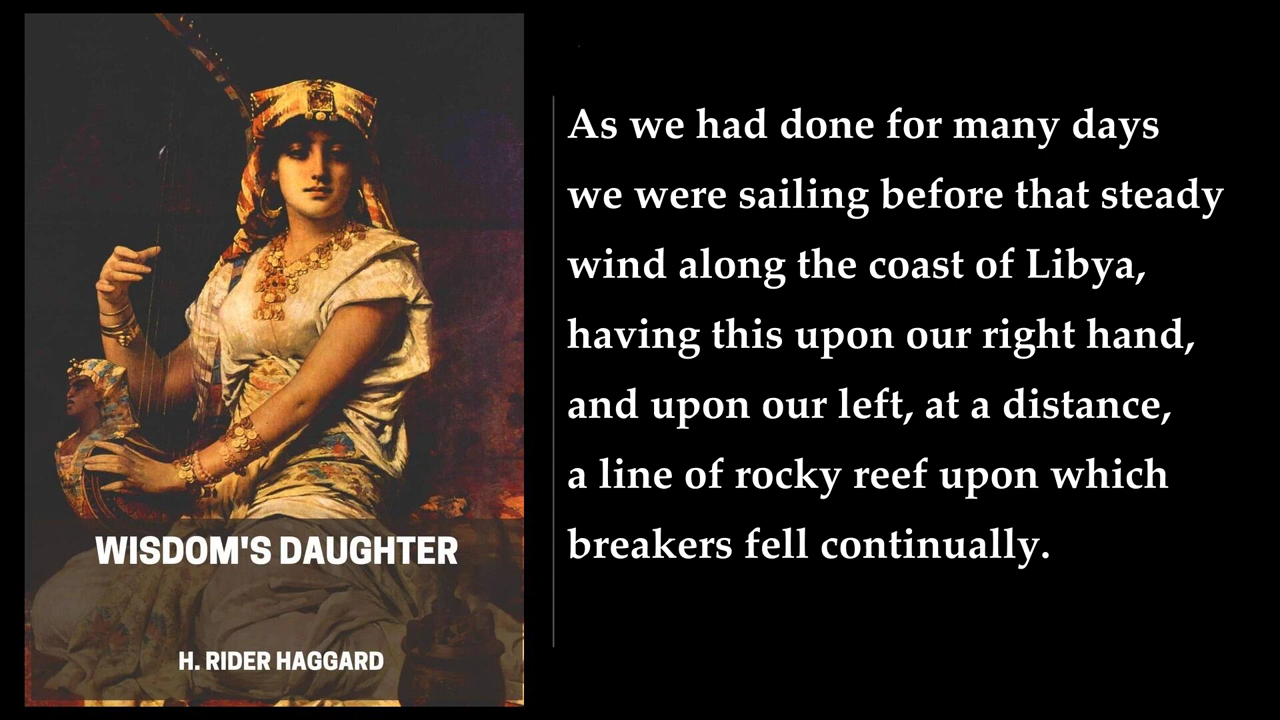 WISDOM'S DAUGHTER
H. RIDER HAGGARD
As we had done for many days
we were sailing before that steady
wind along the coast of Libya,
having this upon our right hand,
and upon our left, at a distance,
a line of rocky reef upon which
breakers fell continually.